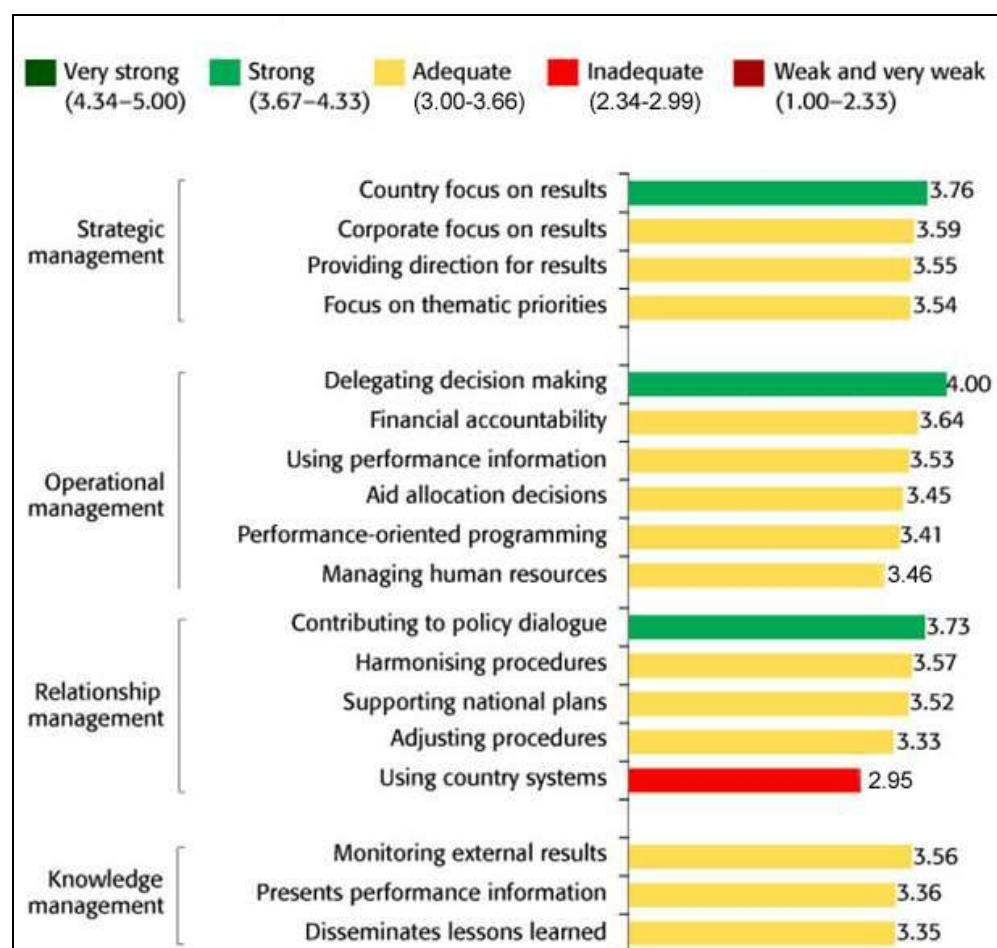 Very strong
(4.34–5.00)
Strong
(3.67–4.33)
Adequate
(3.00-3.66)
Inadequate
(2.34-2.99)
Weak and very weak
(1.00–2.33)
Strategic
management
Country focus on results 3.76
Corporate focus on results 3.59
Providing direction for results 3.55
Focus on thematic priorities 3.54
Operational
management
Delegating decision making 4.00
Financial accountability 3.64
Using performance information 3.53
Aid allocation decisions 3.45
Performance-oriented programming 3.41
Managing human resources 3.46
Relationship
management
Contributing to policy dialogue 3.73
Harmonising procedures 3.57
Supporting national plans 3.52
Adjusting procedures 3.33
Using country systems 2.95
Knowledge
management
Monitoring external results 3.56
Presents performance information 3.36
Disseminates lessons learned 3.35